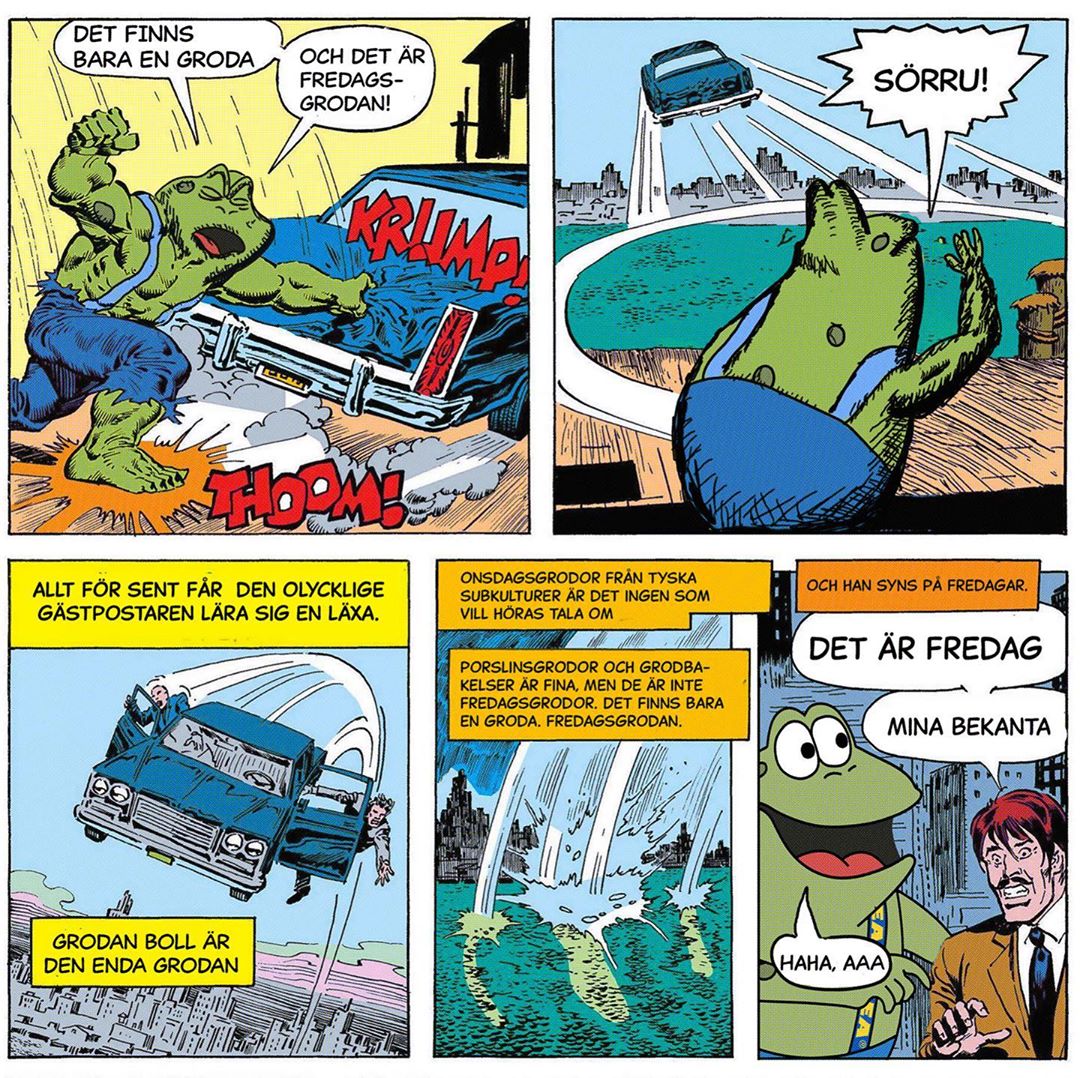 DET FINNS
BARA EN GRODA
OCH DET ÄR
FREDAGS-
GRODAN!
KRUMP!
THOOM!
SÖRRU!
ALLT FÖR SENT FÅR DEN OLYCKLIGE
GÄSTPOSTAREN LÄRA SIG EN LÄXA.
GRODAN BOLL ÄR
DEN ENDA GRODAN
ONSDAGSGRODOR FRÅN TYSKA
SUBKULTURER ÄR DET INGEN SOM
VILL HÖRAS TALA OM
PORSLINSGRODOR OCH GRODBA-
KELSER ÄR FINA, MEN DE ÄR INTE
FREDAGSGRODOR. DET FINNS BARA
EN GRODA. FREDAGSGRODAN.
OCH HAN SYNS PÅ FREDAGAR.
DET ÄR FREDAG
MINA BEKANTA
HAHA, AAA